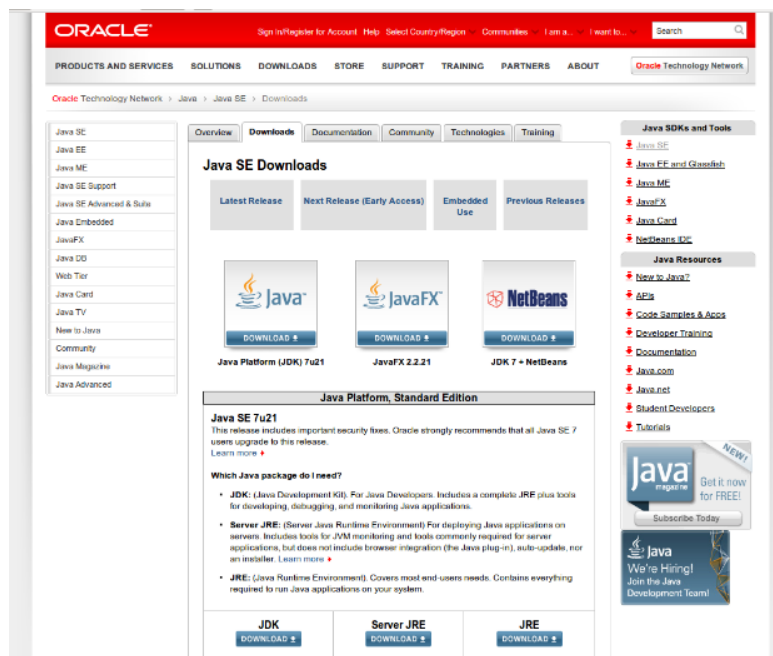 ORACLE
Sign In/Register for Account Help Select Country/Region Communities I am a... I want to... Search
PRODUCTS AND SERVICES SOLUTIONS DOWNLOADS STORE SUPPORT TRAINING PARTNERS ABOUT Oracle Technology Network
Oracle Technology Network > Java > Java SE > Downloads
Java SE
Java EE
Java ME
Java SE Support
Java SE Advanced & Suite
Java Embedded
JavaFX
Java DB
Web Tier
Java Card
Java TV
New to Java
Community
Java Magazine
Java Advanced
Overview Downloads Documentation Community Technologies Training
Java SE Downloads
Latest Release Next Release (Early Access) Embedded Use Previous Releases
Java JavaFX NetBeans
DOWNLOAD DOWNLOAD DOWNLOAD
Java Platform (JDK) 7u21 JavaFX 2.2.21 JDK 7 + NetBeans
Java Platform, Standard Edition
Java SE 7u21
This release includes important security fixes. Oracle strongly recommends that all Java SE 7
users upgrade to this release.
Learn more
Which Java package do I need?
• JDK: (Java Development Kit). For Java Developers. Includes a complete JRE plus tools
for developing, debugging, and monitoring Java applications.
• Server JRE: (Server Java Runtime Environment) For deploying Java applications on
servers. Includes tools for JVM monitoring and tools commonly required for server
applications, but does not include browser integration (the Java plug-in), auto-update, nor
an installer. Learn more
• JRE: (Java Runtime Environment). Covers most end-users needs. Contains everything
required to run Java applications on your system.
JDK Server JRE JRE
DOWNLOAD DOWNLOAD DOWNLOAD
Java SDKs and Tools
Java SE
Java EE and Glassfish
Java ME
JavaFX
Java Card
NetBeans IDE
Java Resources
New to Java?
APIs
Code Samples & Apps
Developer Training
Documentation
Java.com
Java.net
Student Developers
Tutorials
NEW!
Java
magazine
Get it now
for FREE!
Subscribe Today
Java
We're Hiring!
Join the Java
Development Team!